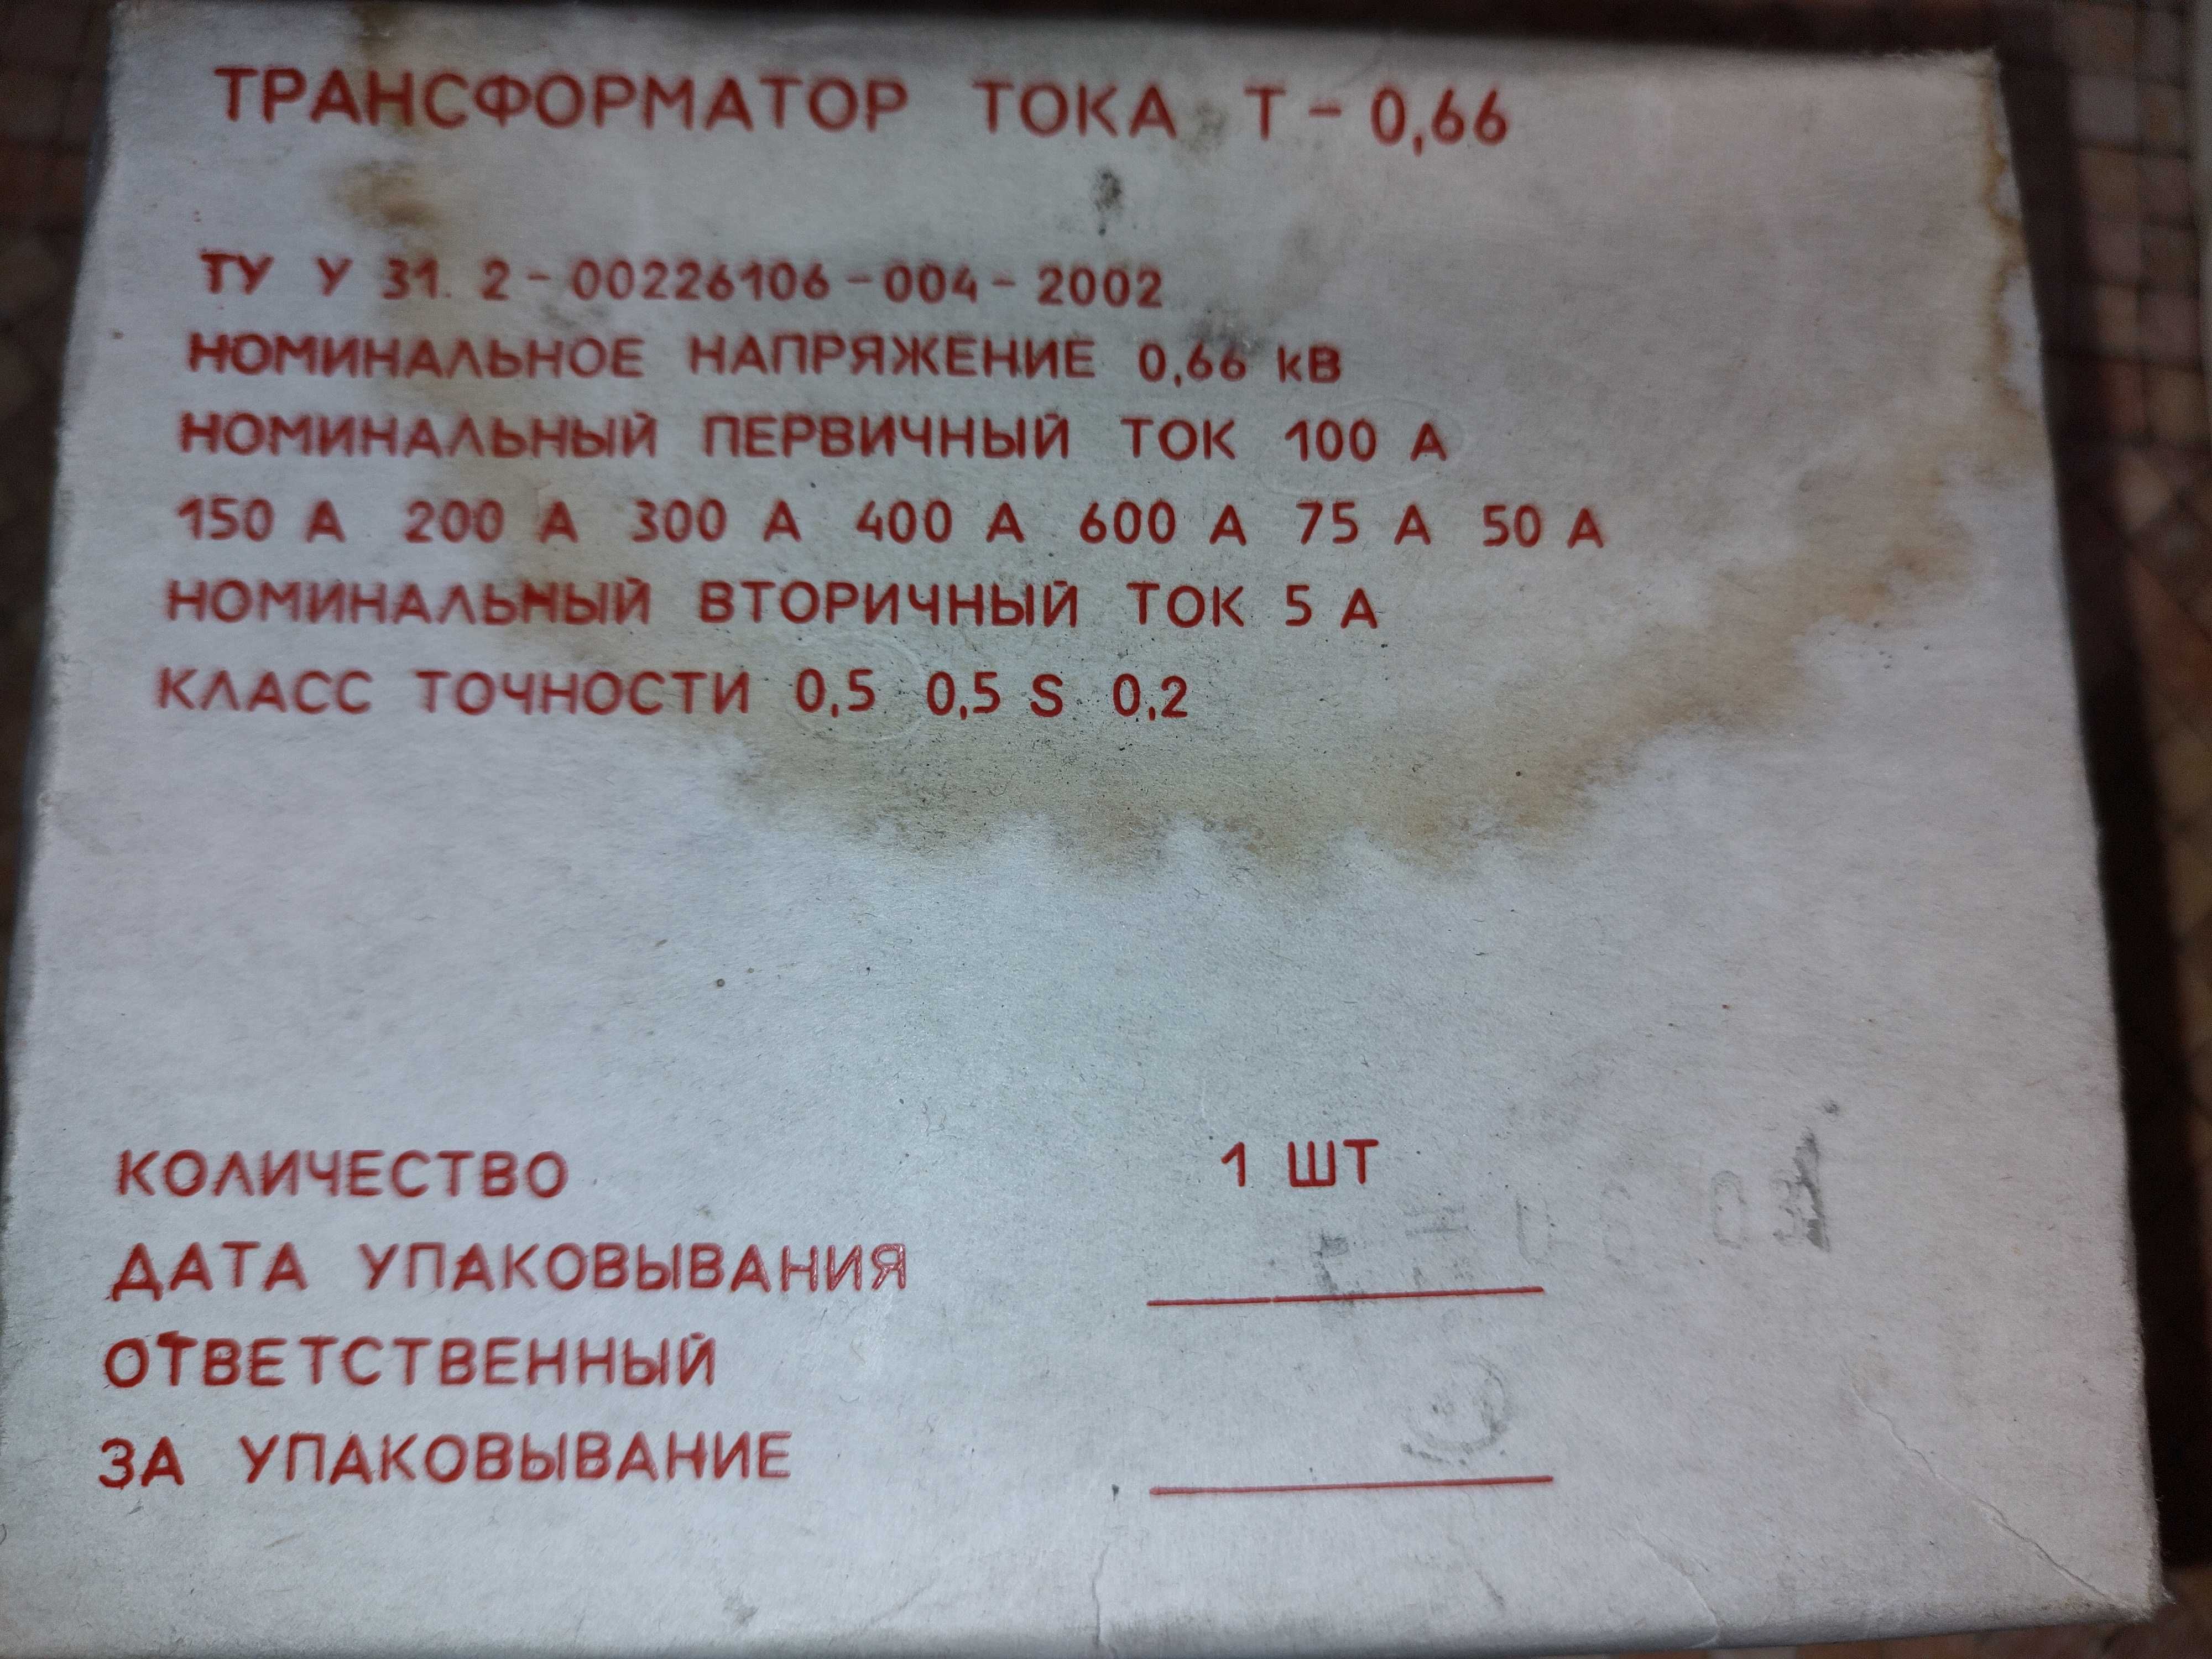 ТРАНСФОРМАТОР ТОКА Т - 0,66
ТУ У 31. 2 - 00226106 - 004 - 2002
НОМИНАЛЬНОЕ НАПРЯЖЕНИЕ 0,66 кВ
НОМИНАЛЬНЫЙ ПЕРВИЧНЫЙ ТОК 100 А
150 А 200 А 300 А 400 А 600 А 75 А 50 А
НОМИНАЛЬНЫЙ ВТОРИЧНЫЙ ТОК 5 А
КЛАСС ТОЧНОСТИ 0,5 0,5 S 0,2
КОЛИЧЕСТВО 1 ШТ
ДАТА УПАКОВЫВАНИЯ
ОТВЕТСТВЕННЫЙ
ЗА УПАКОВЫВАНИЕ